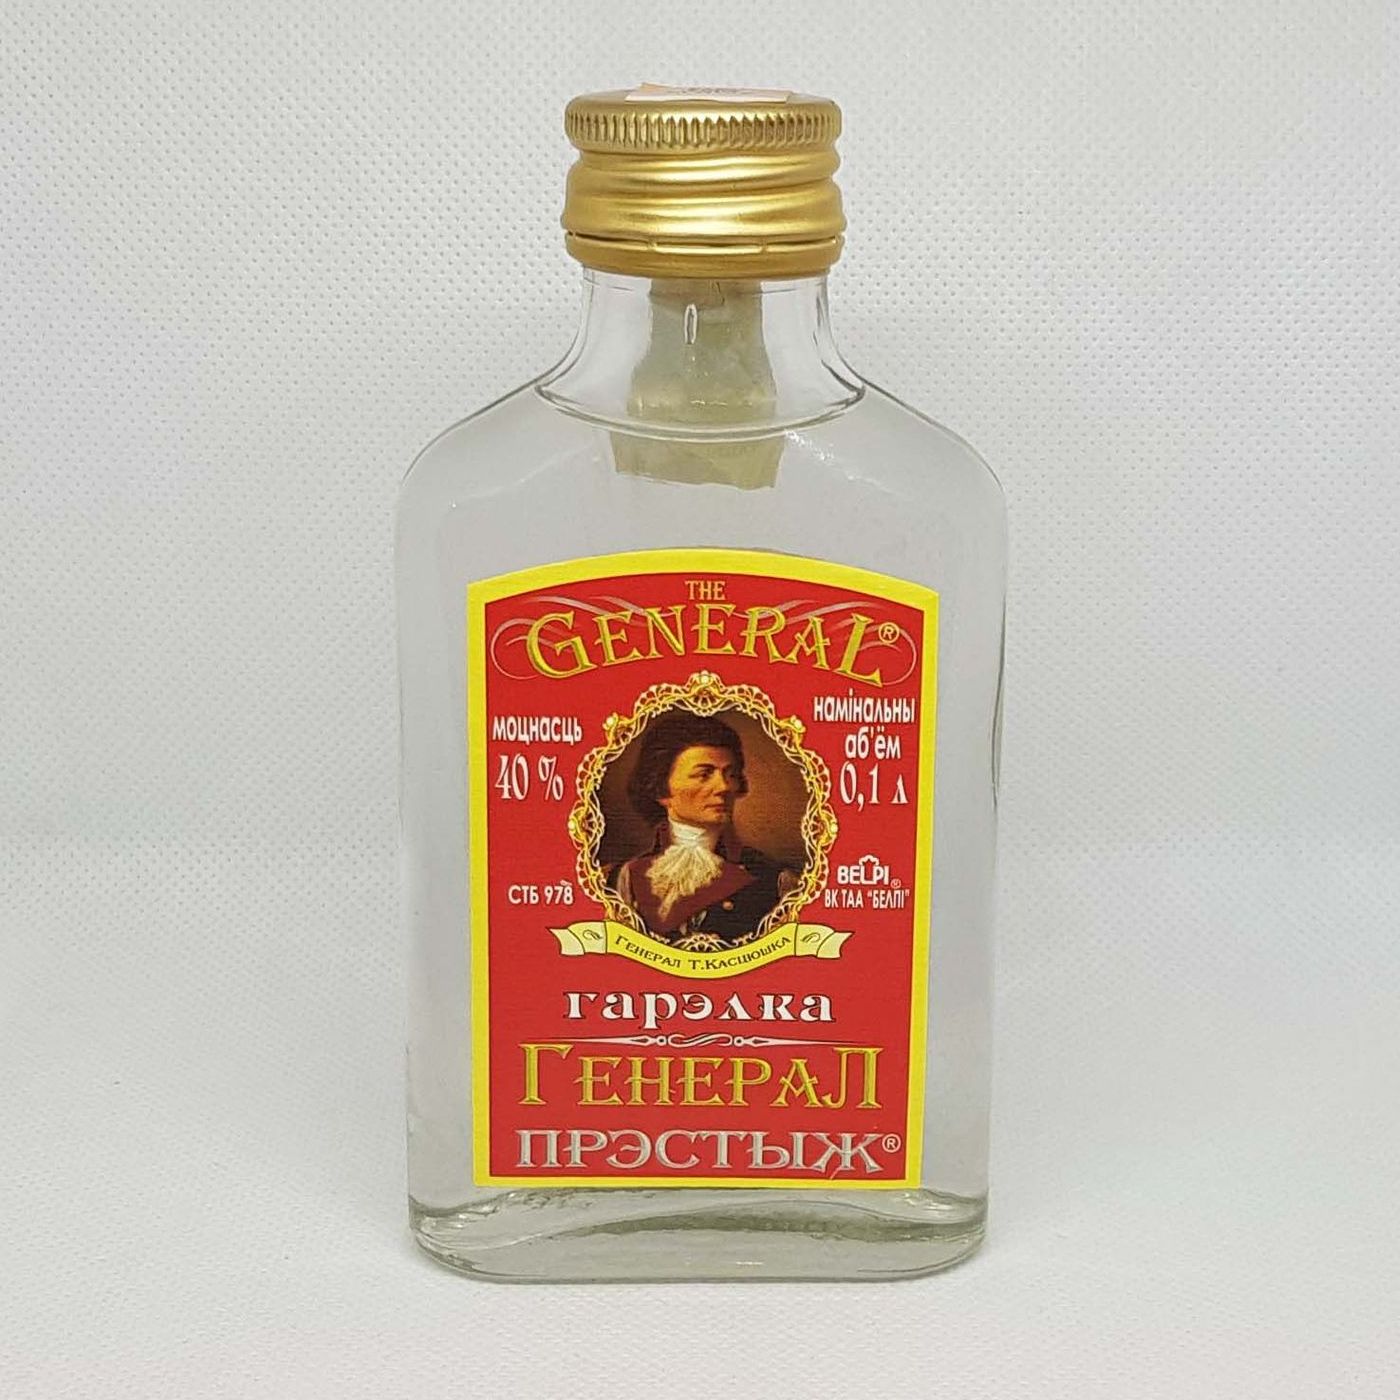 THE
GENERAL®
моцнасць
40 %
намінальны
аб'ём
0,1 л
СТБ 978
BELPI®
ВК ТАА "БЕЛПІ"
Генерал Т.Касцюшка
гарэлка
Генерал
Прэстыж®